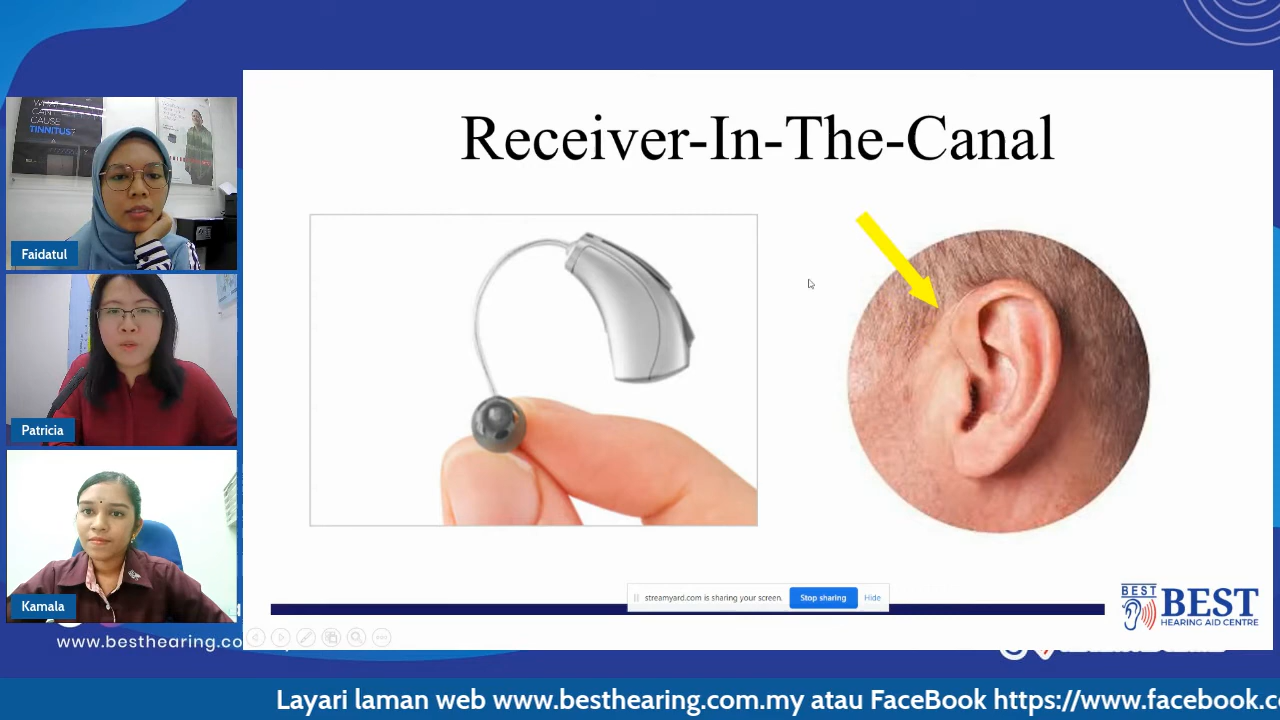 Receiver-In-The-Canal
CAN
CAUSE
TINNITUS?
Faidatul
Patricia
Kamala
streamyard.com is sharing your screen.
Stop sharing
Hide
BEST
BEST
HEARING AID CENTRE
www.besthearing.co
Layari laman web www.besthearing.com.my atau FaceBook https://www.facebook.c